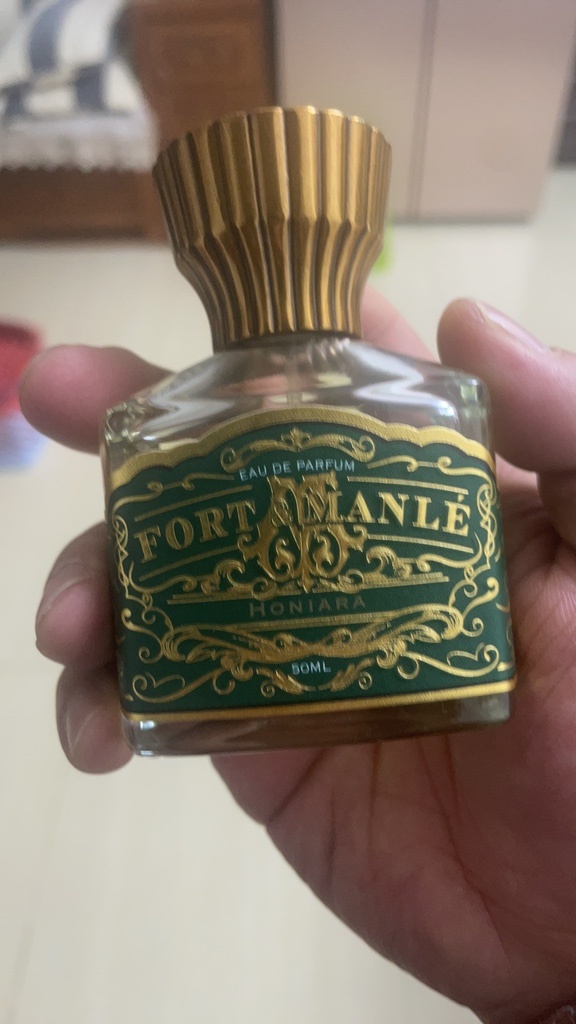 EAU DE PARFUM
FORT & MANLÉ
HONIARA
50ML